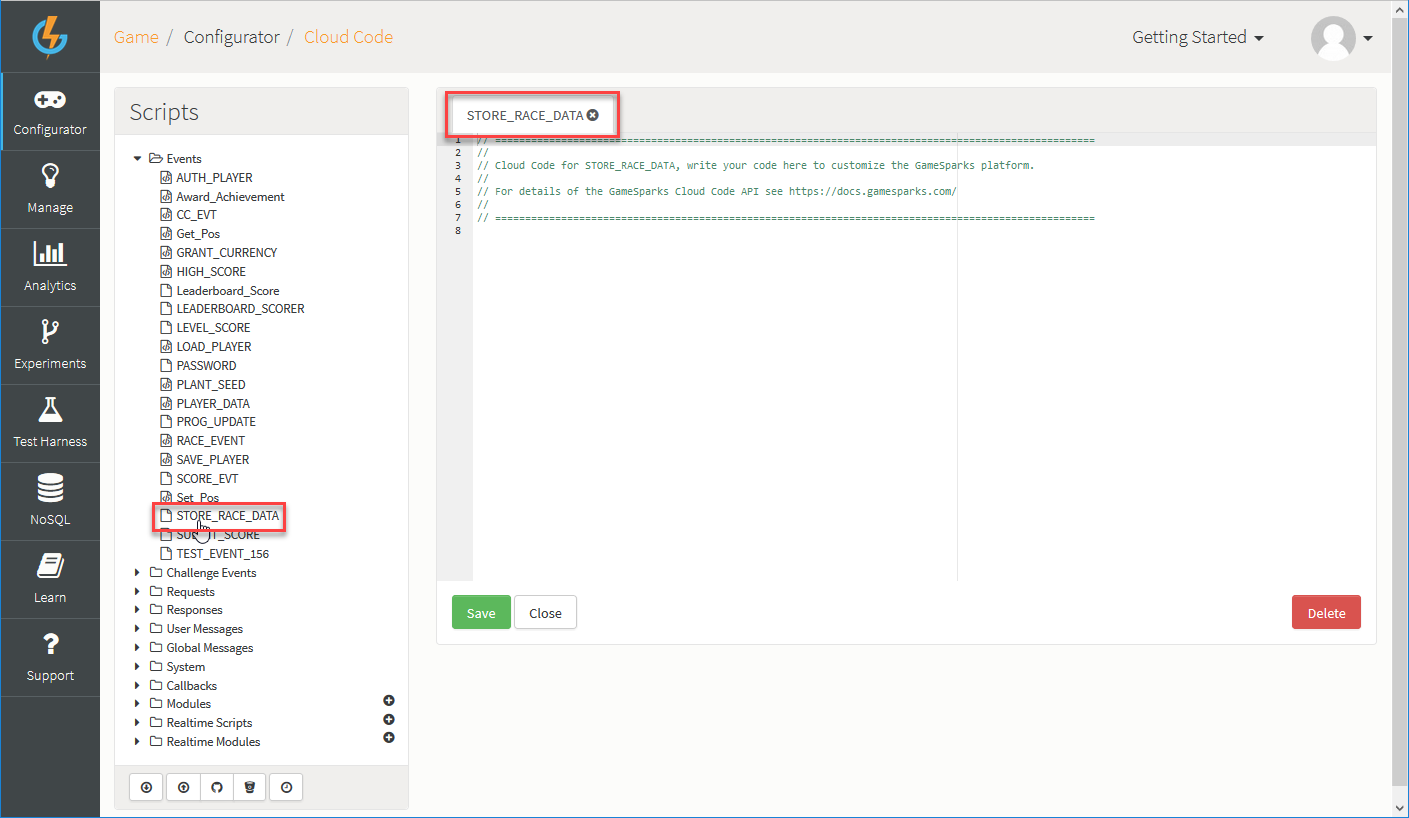 Game / Configurator / Cloud Code
Getting Started
Configurator
Manage
Analytics
Experiments
Test Harness
NoSQL
Learn
Support
Scripts
Events
AUTH_PLAYER
Award_Achievement
CC_EVT
Get_Pos
GRANT_CURRENCY
HIGH_SCORE
Leaderboard_Score
LEADERBOARD_SCORER
LEVEL_SCORE
LOAD_PLAYER
PASSWORD
PLANT_SEED
PLAYER_DATA
PROG_UPDATE
RACE_EVENT
SAVE_PLAYER
SCORE_EVT
Set_Pos
STORE_RACE_DATA
TEST_EVENT_156
Challenge Events
Requests
Responses
User Messages
Global Messages
System
Callbacks
Modules
Realtime Scripts
Realtime Modules
STORE_RACE_DATA
1 // ====================================================================================================
2 //
3 // Cloud Code for STORE_RACE_DATA, write your code here to customize the GameSparks platform.
4 //
5 // For details of the GameSparks Cloud Code API see https://docs.gamesparks.com/
6 //
7 // ====================================================================================================
8
Save Close Delete